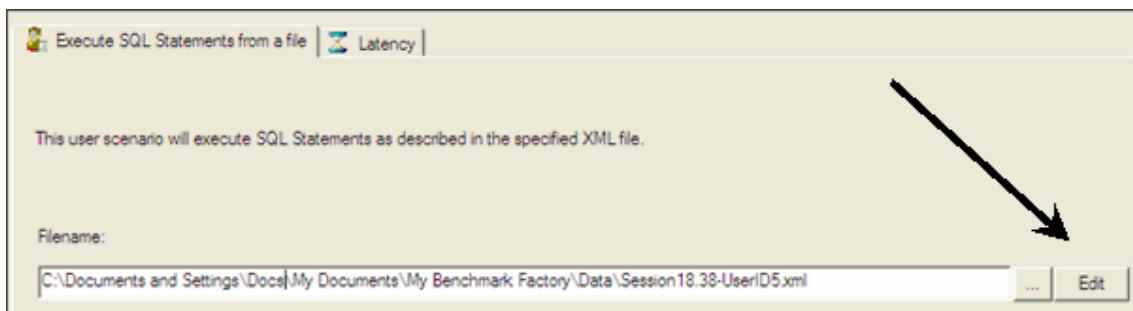 Execute SQL Statements from a file Latency
This user scenario will execute SQL Statements as described in the specified XML file.
Filename:
C:\Documents and Settings\Docs\My Documents\My Benchmark Factory\Data\Session18.38-UserID5.xml ... Edit